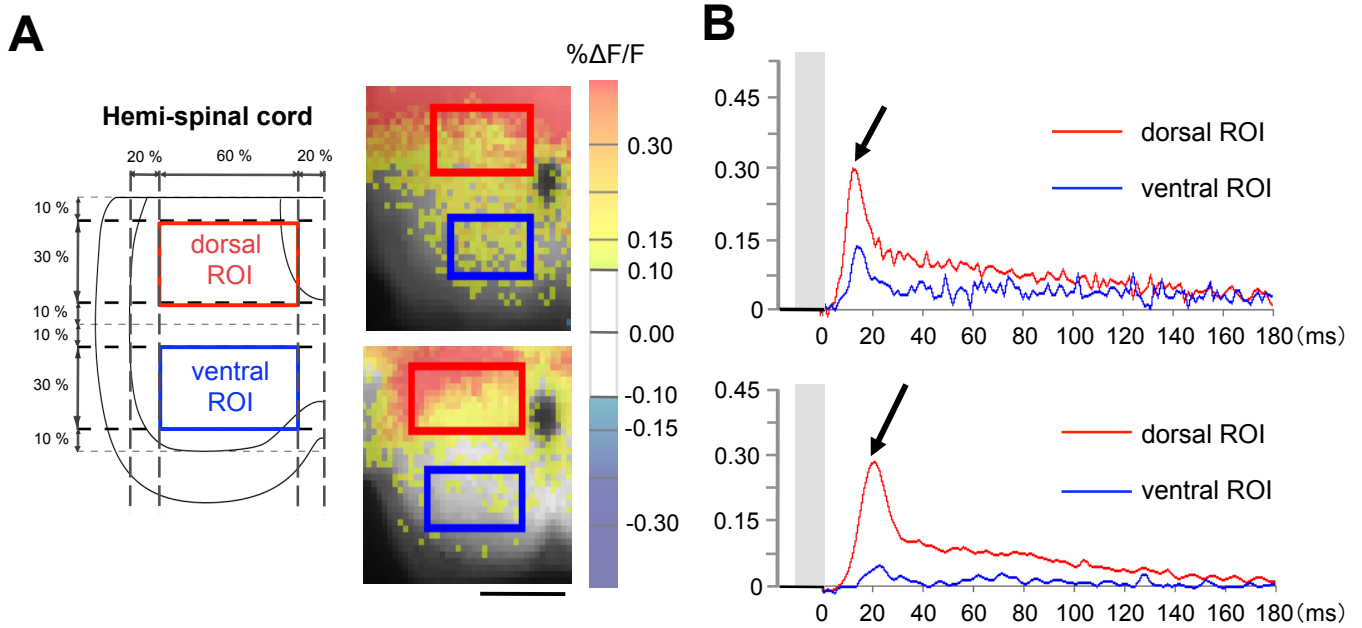 A
Hemi-spinal cord
20 % 60 % 20 %
10 %
30 %
10 %
10 %
30 %
10 %
dorsal
ROI
ventral
ROI
%ΔF/F
0.30
0.15
0.10
0.00
-0.10
-0.15
-0.30
B
0.45
0.30
0.15
0
dorsal ROI
ventral ROI
0 20 40 60 80 100 120 140 160 180 (ms)
0.45
0.30
0.15
0
dorsal ROI
ventral ROI
0 20 40 60 80 100 120 140 160 180 (ms)